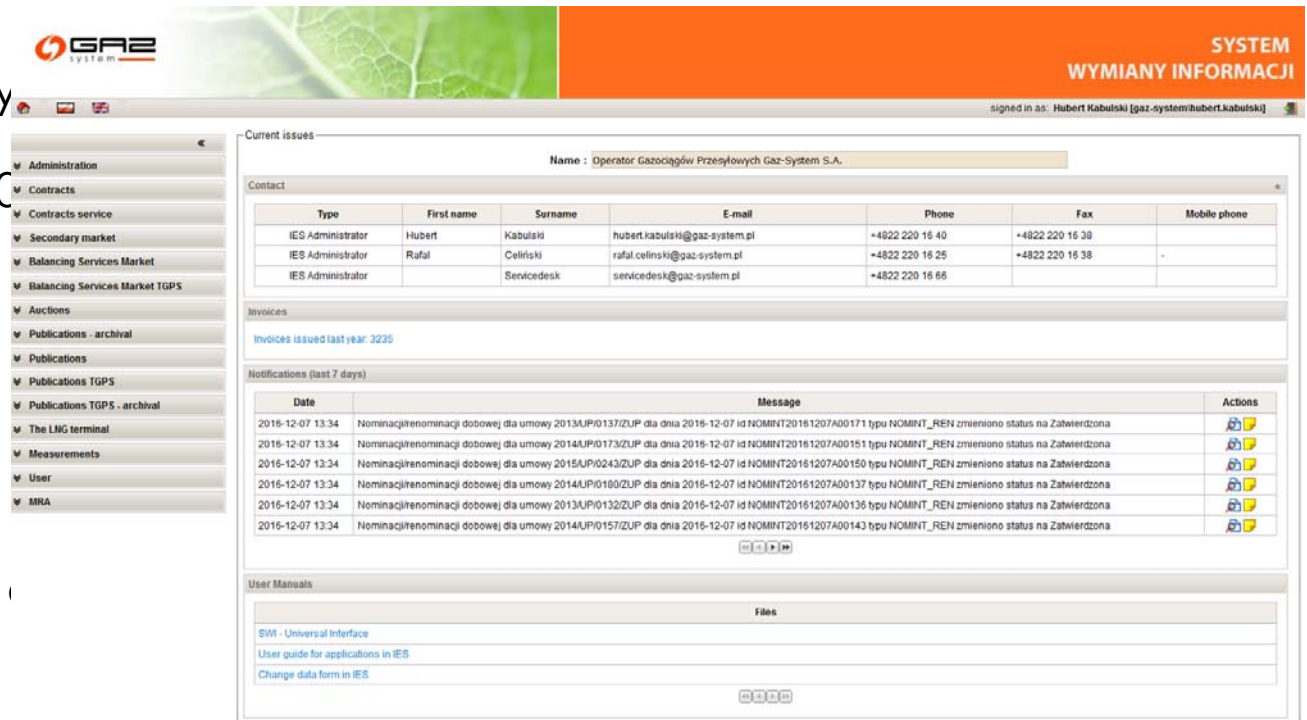 GAZ
system
SYSTEM
WYMIANY INFORMACJI
signed in as: Hubert Kabulski [gaz-system\hubert.kabulski]
Administration
Contracts
Contracts service
Secondary market
Balancing Services Market
Balancing Services Market TGPS
Auctions
Publications - archival
Publications
Publications TGPS
Publications TGPS - archival
The LNG terminal
Measurements
User
MRA
Current issues
Name : Operator Gazociągów Przesyłowych Gaz-System S.A.
Contact
Type First name Surname E-mail Phone Fax Mobile phone
IES Administrator Hubert Kabulski hubert.kabulski@gaz-system.pl +4822 220 16 40 +4822 220 16 38
IES Administrator Rafał Celiński rafal.celinski@gaz-system.pl +4822 220 16 25 +4822 220 16 38 -
IES Administrator Servicedesk servicedesk@gaz-system.pl +4822 220 16 66
Invoices
Invoices issued last year: 3235
Notifications (last 7 days)
Date Message Actions
2016-12-07 13:34 Nominacji/renominacji dobowej dla umowy 2013/UP/0137/ZUP dla dnia 2016-12-07 id NOMINT20161207A00171 typu NOMINT_REN zmieniono status na Zatwierdzona
2016-12-07 13:34 Nominacji/renominacji dobowej dla umowy 2014/UP/0173/ZUP dla dnia 2016-12-07 id NOMINT20161207A00151 typu NOMINT_REN zmieniono status na Zatwierdzona
2016-12-07 13:34 Nominacji/renominacji dobowej dla umowy 2015/UP/0243/ZUP dla dnia 2016-12-07 id NOMINT20161207A00150 typu NOMINT_REN zmieniono status na Zatwierdzona
2016-12-07 13:34 Nominacji/renominacji dobowej dla umowy 2014/UP/0180/ZUP dla dnia 2016-12-07 id NOMINT20161207A00137 typu NOMINT_REN zmieniono status na Zatwierdzona
2016-12-07 13:34 Nominacji/renominacji dobowej dla umowy 2013/UP/0132/ZUP dla dnia 2016-12-07 id NOMINT20161207A00136 typu NOMINT_REN zmieniono status na Zatwierdzona
2016-12-07 13:34 Nominacji/renominacji dobowej dla umowy 2014/UP/0157/ZUP dla dnia 2016-12-07 id NOMINT20161207A00143 typu NOMINT_REN zmieniono status na Zatwierdzona
User Manuals
Files
SWI - Universal Interface
User guide for applications in IES
Change data form in IES